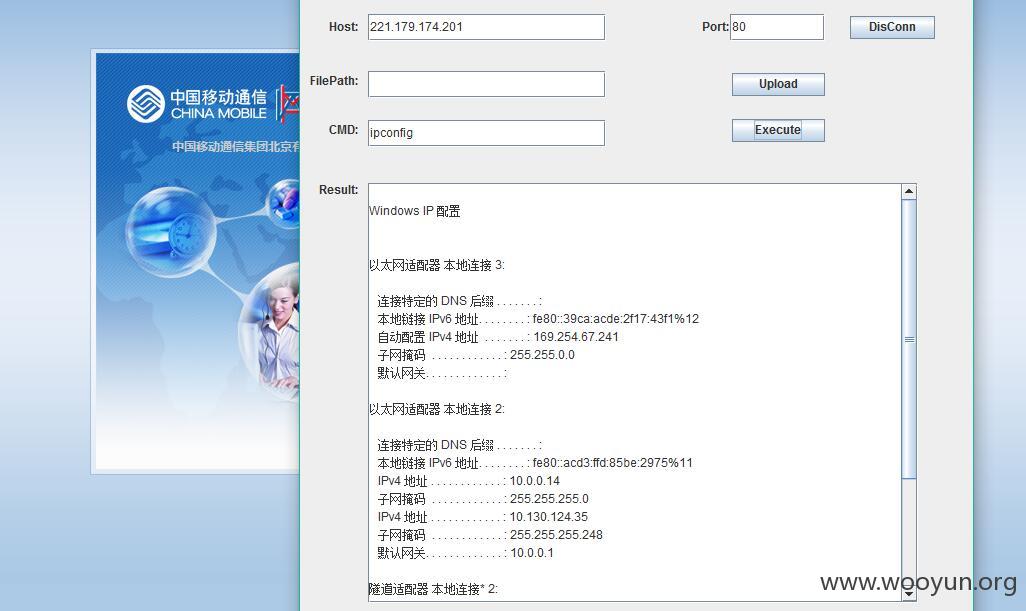 Host: 221.179.174.201 Port: 80 DisConn
FilePath: Upload
CMD: ipconfig Execute
中国移动通信
CHINA MOBILE
中国移动通信集团北京有
Result:
Windows IP 配置
以太网适配器 本地连接 3:
连接特定的 DNS 后缀 . . . . . . . :
本地链接 IPv6 地址. . . . . . . . : fe80::39ca:acde:2f17:43f1%12
自动配置 IPv4 地址 . . . . . . . : 169.254.67.241
子网掩码 . . . . . . . . . . . . : 255.255.0.0
默认网关. . . . . . . . . . . . . :
以太网适配器 本地连接 2:
连接特定的 DNS 后缀 . . . . . . . :
本地链接 IPv6 地址. . . . . . . . : fe80::acd3:ffd:85be:2975%11
IPv4 地址 . . . . . . . . . . . . : 10.0.0.14
子网掩码 . . . . . . . . . . . . : 255.255.255.0
IPv4 地址 . . . . . . . . . . . . : 10.130.124.35
子网掩码 . . . . . . . . . . . . : 255.255.255.248
默认网关. . . . . . . . . . . . . : 10.0.0.1
隧道适配器 本地连接* 2:
www.wooyun.org